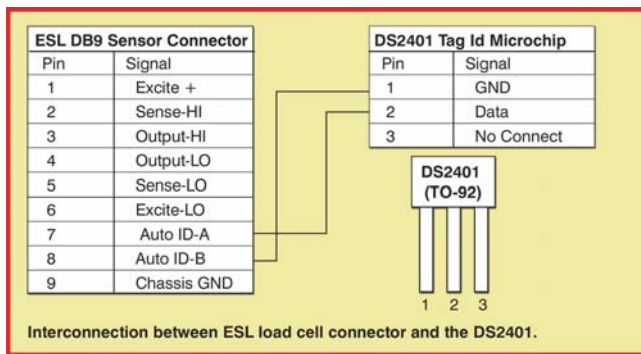 ESL DB9 Sensor Connector
Pin Signal
1 Excite +
2 Sense-HI
3 Output-HI
4 Output-LO
5 Sense-LO
6 Excite-LO
7 Auto ID-A
8 Auto ID-B
9 Chassis GND
DS2401 Tag Id Microchip
Pin Signal
1 GND
2 Data
3 No Connect
DS2401
(TO-92)
1 2 3
Interconnection between ESL load cell connector and the DS2401.